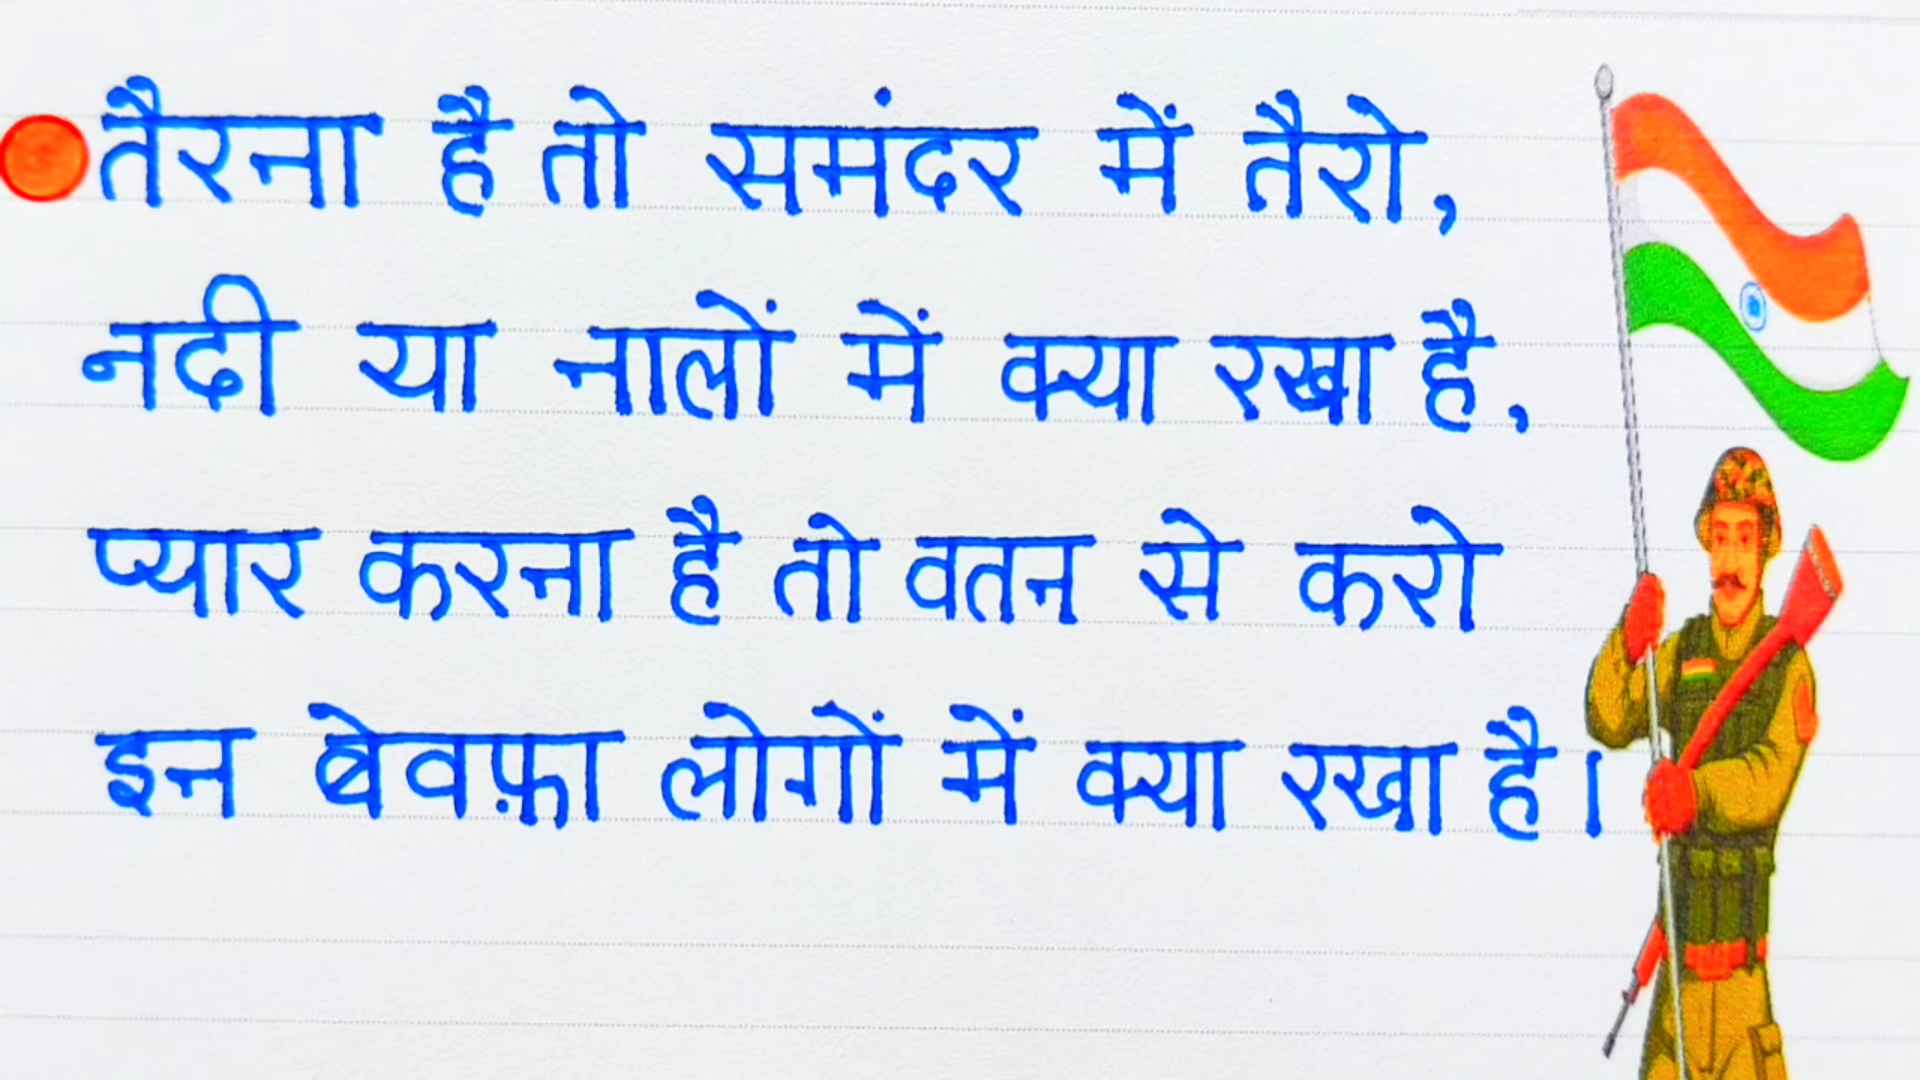 तैरना है तो समंदर में तैरो,
नदी या नालों में क्या रखा है,
प्यार करना है तो वतन से करो
इन बेवफ़ा लोगों में क्या रखा है।